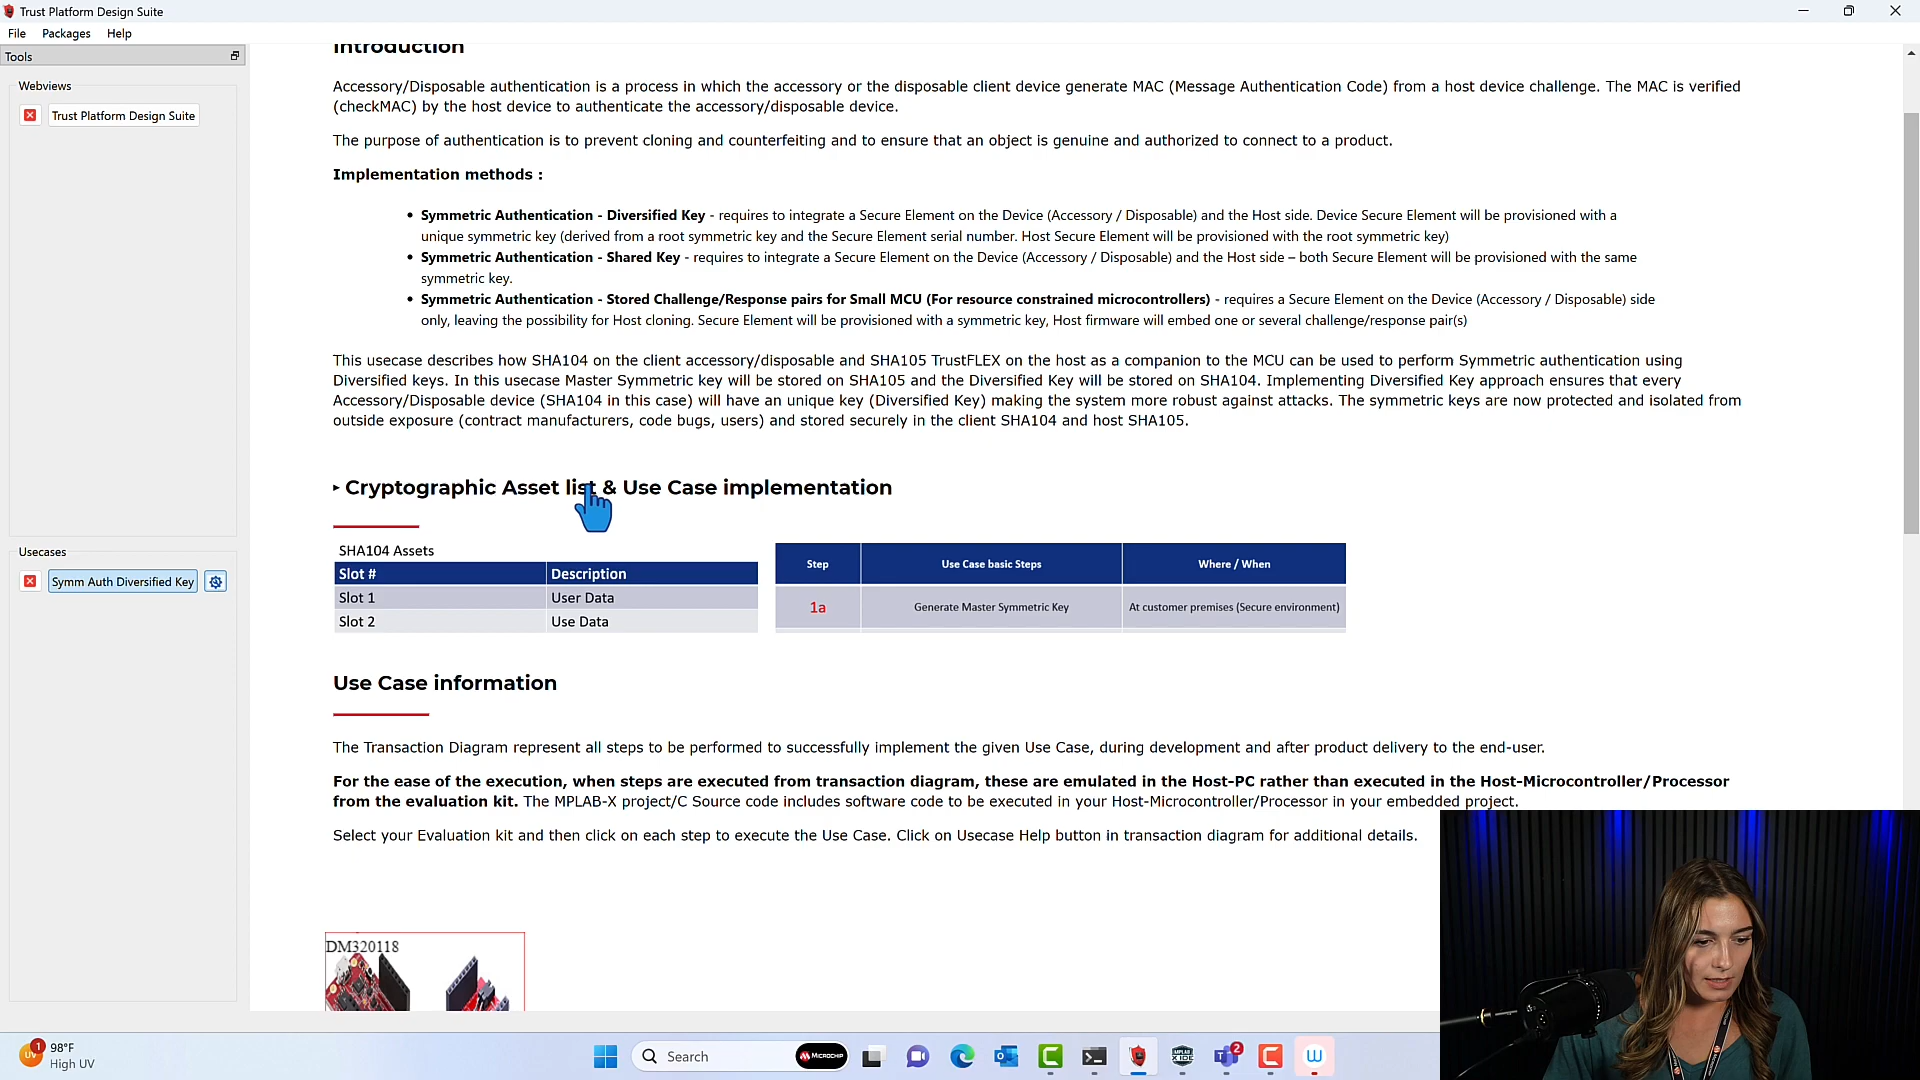 Trust Platform Design Suite
File Packages Help
Tools
Webviews
Trust Platform Design Suite
Usecases
Symm Auth Diversified Key
Introduction
Accessory/Disposable authentication is a process in which the accessory or the disposable client device generate MAC (Message Authentication Code) from a host device challenge. The MAC is verified
(checkMAC) by the host device to authenticate the accessory/disposable device.
The purpose of authentication is to prevent cloning and counterfeiting and to ensure that an object is genuine and authorized to connect to a product.
Implementation methods :
• Symmetric Authentication - Diversified Key - requires to integrate a Secure Element on the Device (Accessory / Disposable) and the Host side. Device Secure Element will be provisioned with a
unique symmetric key (derived from a root symmetric key and the Secure Element serial number. Host Secure Element will be provisioned with the root symmetric key)
• Symmetric Authentication - Shared Key - requires to integrate a Secure Element on the Device (Accessory / Disposable) and the Host side – both Secure Element will be provisioned with the same
symmetric key.
• Symmetric Authentication - Stored Challenge/Response pairs for Small MCU (For resource constrained microcontrollers) - requires a Secure Element on the Device (Accessory / Disposable) side
only, leaving the possibility for Host cloning. Secure Element will be provisioned with a symmetric key, Host firmware will embed one or several challenge/response pair(s)
This usecase describes how SHA104 on the client accessory/disposable and SHA105 TrustFLEX on the host as a companion to the MCU can be used to perform Symmetric authentication using
Diversified keys. In this usecase Master Symmetric key will be stored on SHA105 and the Diversified Key will be stored on SHA104. Implementing Diversified Key approach ensures that every
Accessory/Disposable device (SHA104 in this case) will have an unique key (Diversified Key) making the system more robust against attacks. The symmetric keys are now protected and isolated from
outside exposure (contract manufacturers, code bugs, users) and stored securely in the client SHA104 and host SHA105.
Cryptographic Asset list & Use Case implementation
SHA104 Assets
Slot # Description
Slot 1 User Data
Slot 2 Use Data
Step Use Case basic Steps Where / When
1a Generate Master Symmetric Key At customer premises (Secure environment)
Use Case information
The Transaction Diagram represent all steps to be performed to successfully implement the given Use Case, during development and after product delivery to the end-user.
For the ease of the execution, when steps are executed from transaction diagram, these are emulated in the Host-PC rather than executed in the Host-Microcontroller/Processor
from the evaluation kit. The MPLAB-X project/C Source code includes software code to be executed in your Host-Microcontroller/Processor in your embedded project.
Select your Evaluation kit and then click on each step to execute the Use Case. Click on Usecase Help button in transaction diagram for additional details.
DM320118
UV 1
98°F
High UV
Search
MICROCHIP
MPLAB
XIDE
2